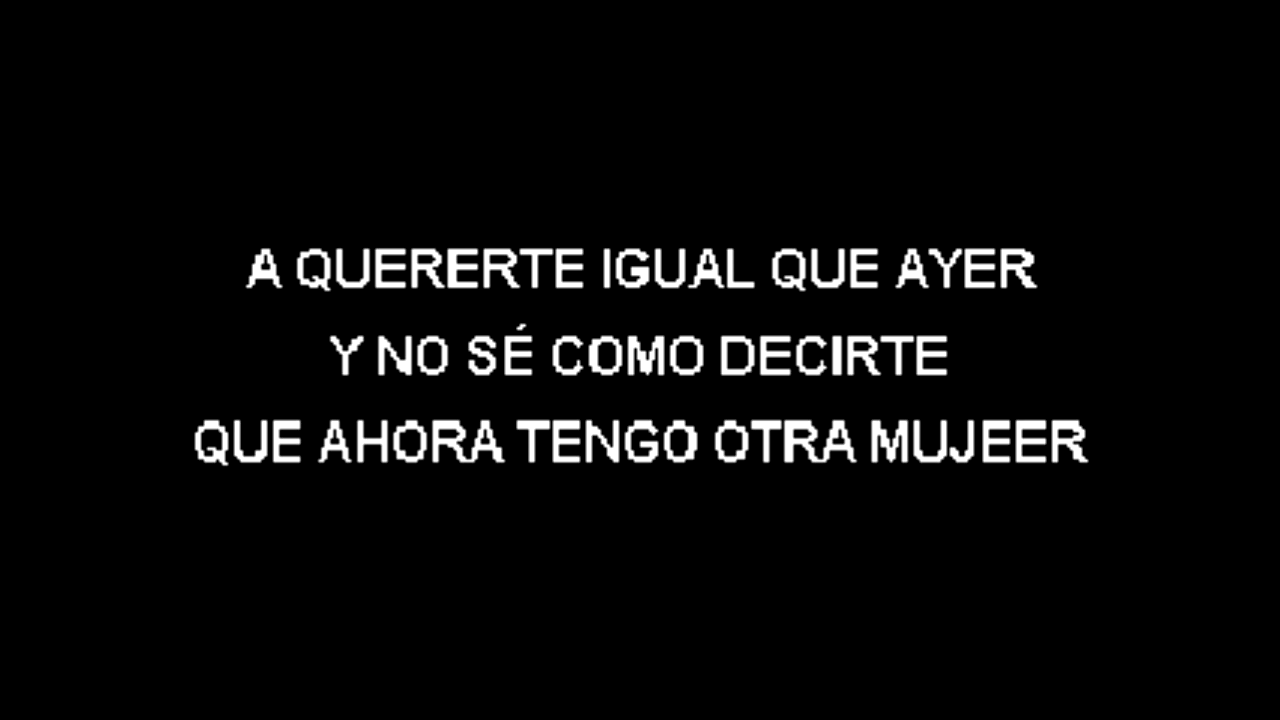 A QUERERTE IGUAL QUE AYER
Y NO SÉ COMO DECIRTE
QUE AHORA TENGO OTRA MUJEER